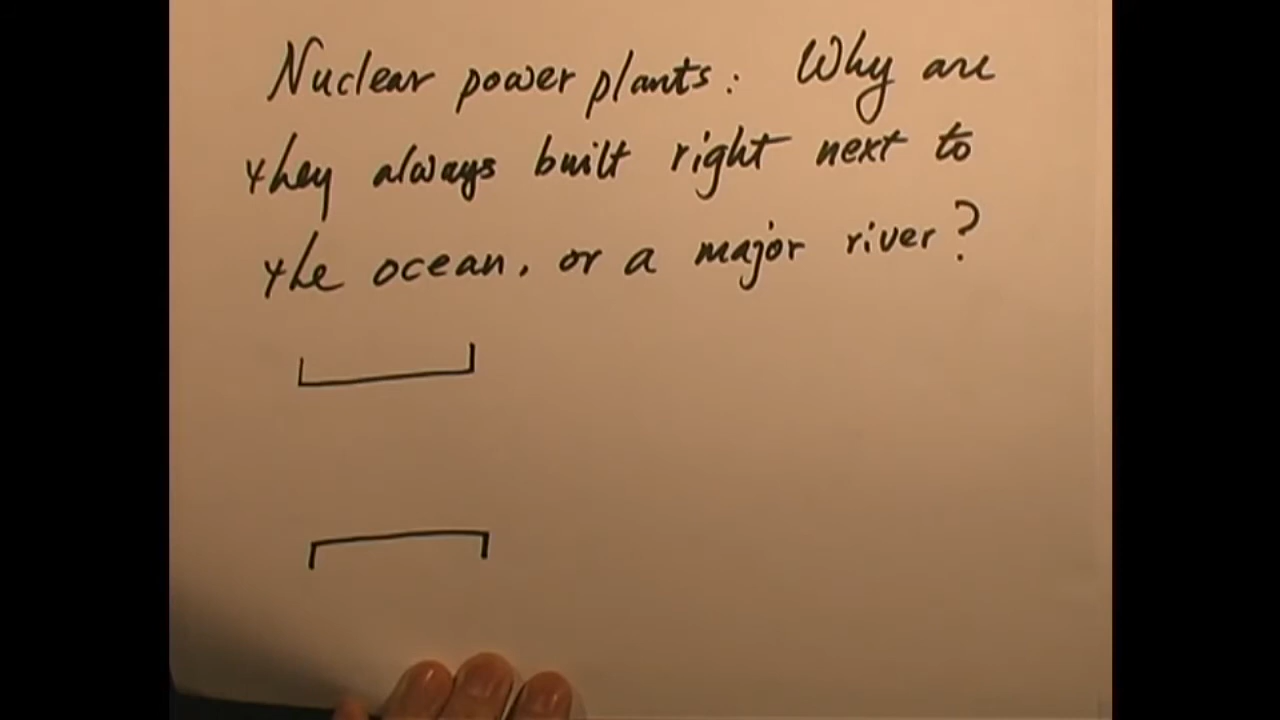 Nuclear power plants: Why are
they always built right next to
the ocean, or a major river?